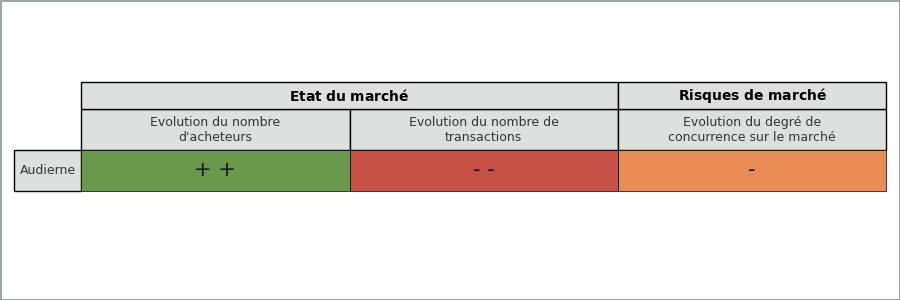 Etat du marché
Risques de marché
Evolution du nombre
d'acheteurs
Evolution du nombre de
transactions
Evolution du degré de
concurrence sur le marché
Audierne
+ +
- -
-